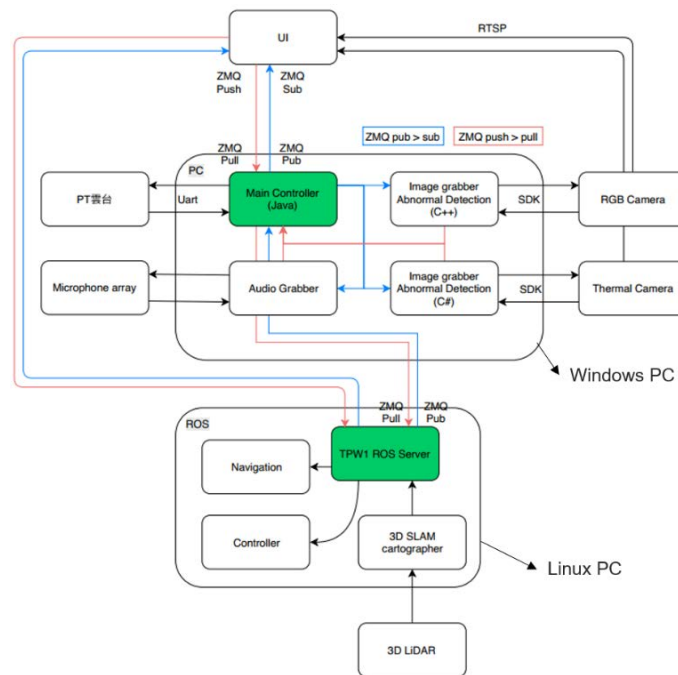 UI
RTSP
ZMQ
Push
ZMQ
Sub
ZMQ pub > sub
ZMQ push > pull
ZMQ
Pull
ZMQ
Pub
PC
PT雲台
Uart
Main Controller
(Java)
Image grabber
Abnormal Detection
(C++)
SDK
RGB Camera
Microphone array
Audio Grabber
Image grabber
Abnormal Detection
(C#)
SDK
Thermal Camera
Windows PC
ZMQ
Pull
ZMQ
Pub
ROS
Navigation
TPW1 ROS Server
Controller
3D SLAM
cartographer
Linux PC
3D LiDAR